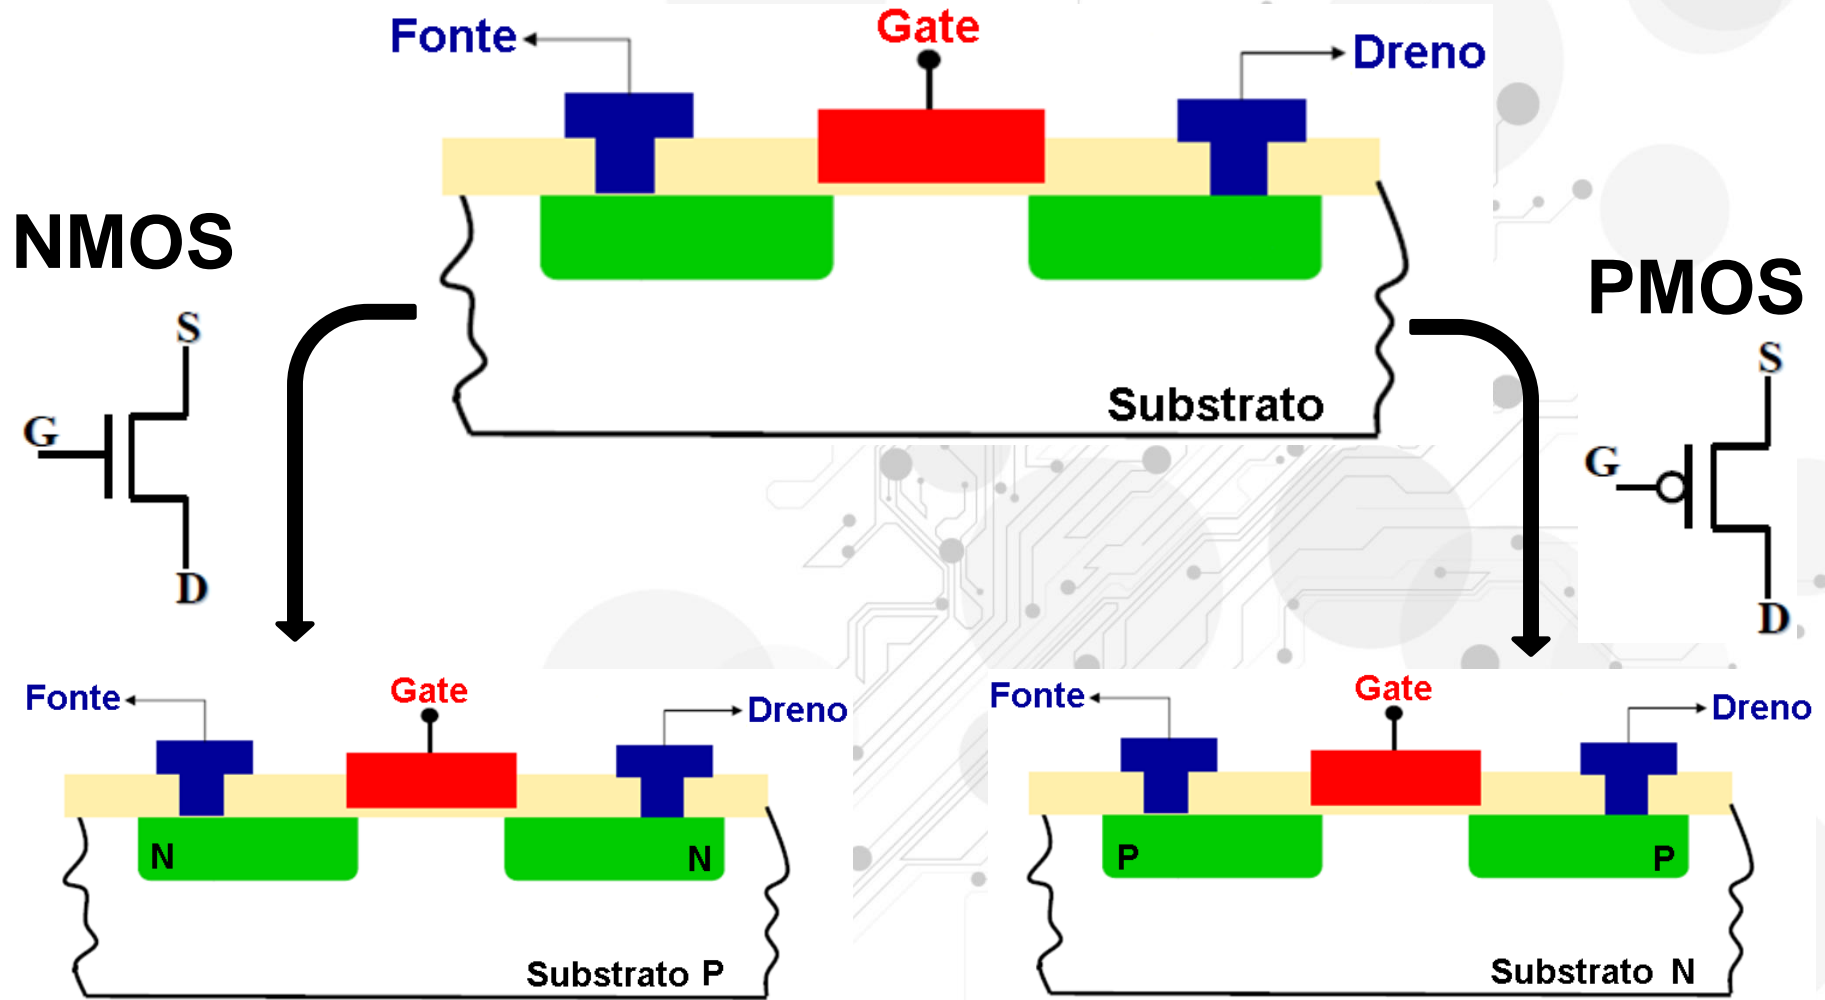 Fonte
Gate
Dreno
NMOS
PMOS
S
G
D
S
G
D
Substrato
Fonte
Gate
Dreno
N
N
Substrato P
Fonte
Gate
Dreno
P
P
Substrato N